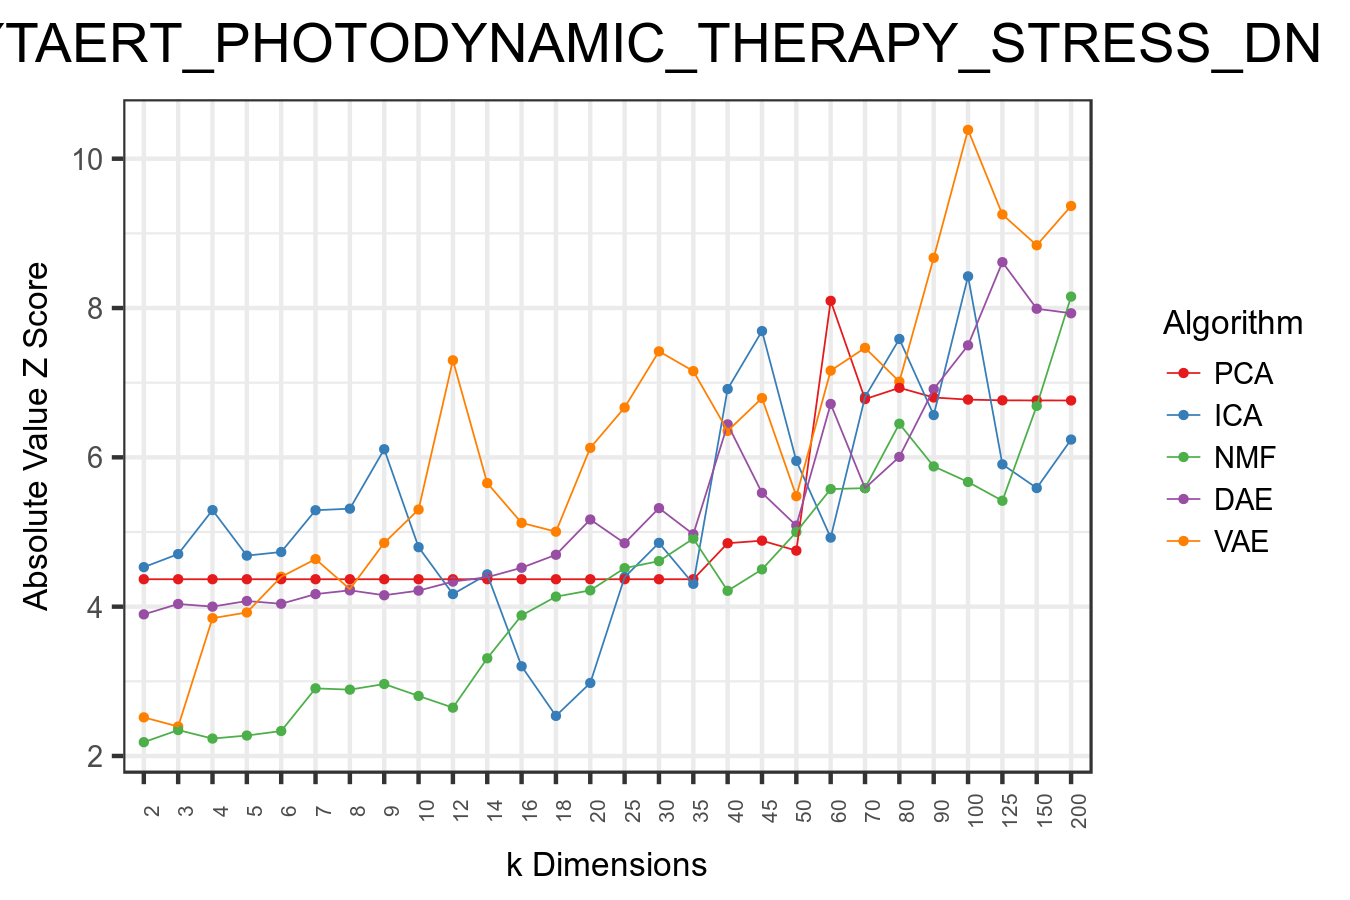 YTAERT_PHOTODYNAMIC_THERAPY_STRESS_DN
Absolute Value Z Score
10
8
6
4
2
2 3 4 5 6 7 8 9 10 12 14 16 18 20 25 30 35 40 45 50 60 70 80 90 100 125 150 200
k Dimensions
Algorithm
PCA
ICA
NMF
DAE
VAE